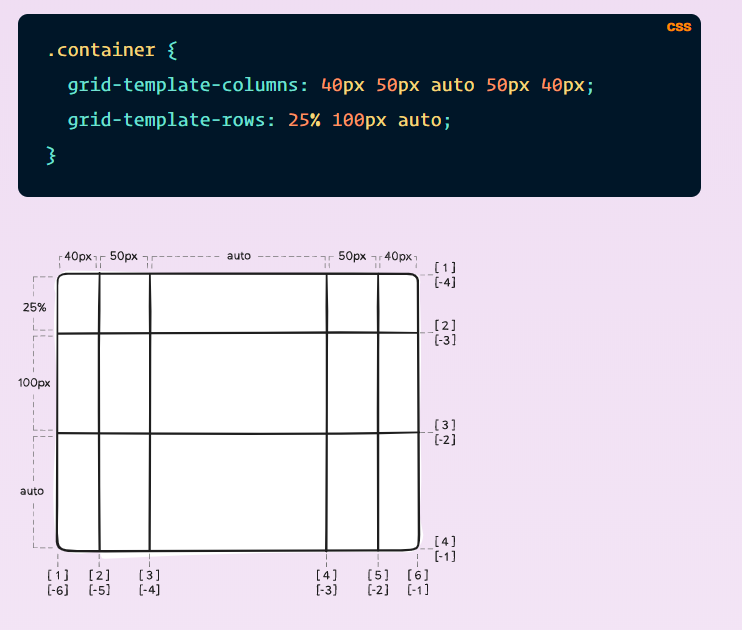 CSS
.container {
grid-template-columns: 40px 50px auto 50px 40px;
grid-template-rows: 25% 100px auto;
}
40px 50px auto 50px 40px
[1]
[-4]
25%
[2]
[-3]
100px
[3]
[-2]
auto
[4]
[-1]
[1] [2] [3] [4] [5] [6]
[-6] [-5] [-4] [-3] [-2] [-1]